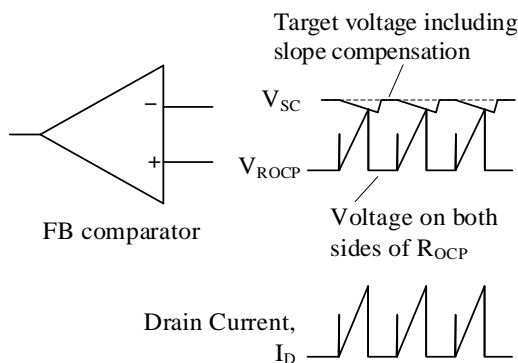 Target voltage including
slope compensation
V_SC
−
+
V_ROCP
FB comparator
Voltage on both
sides of R_OCP
Drain Current,
I_D